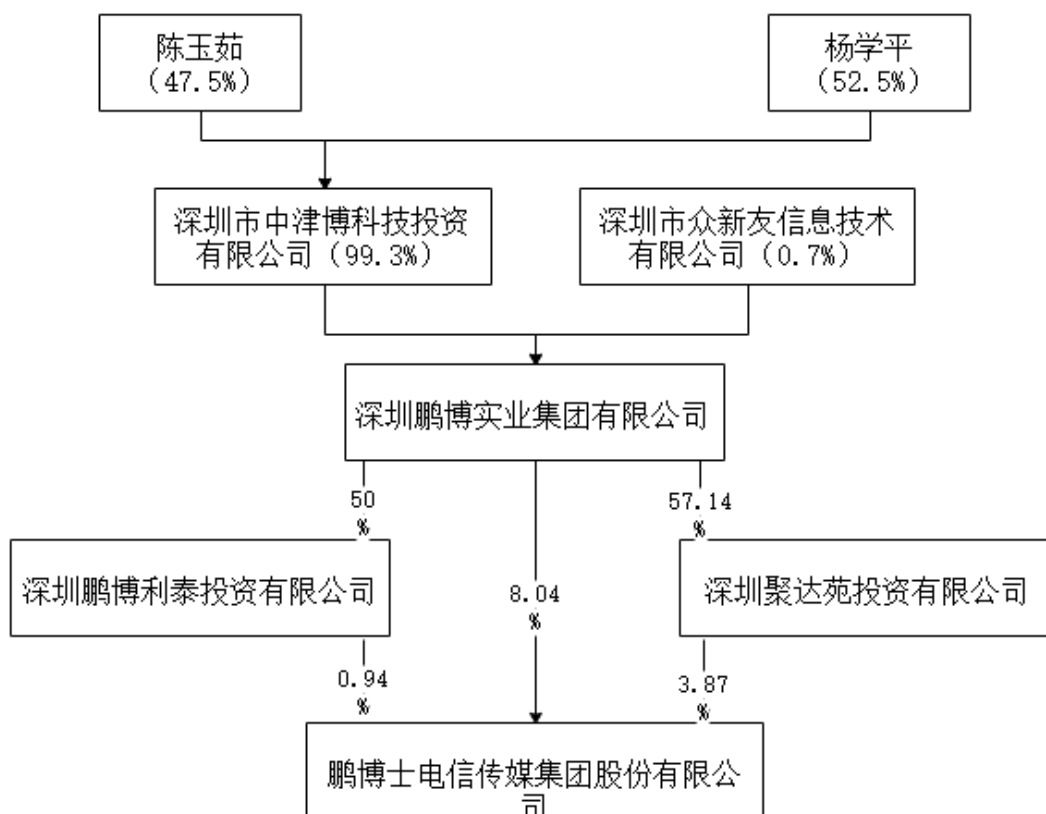 陈玉茹
（47.5%）
杨学平
（52.5%）
深圳市中津博科技投资
有限公司（99.3%）
深圳市众新友信息技术
有限公司（0.7%）
深圳鹏博实业集团有限公司
50
%
57.14
%
深圳鹏博利泰投资有限公司
8.04
%
深圳聚达苑投资有限公司
0.94
%
3.87
%
鹏博士电信传媒集团股份有限公
司